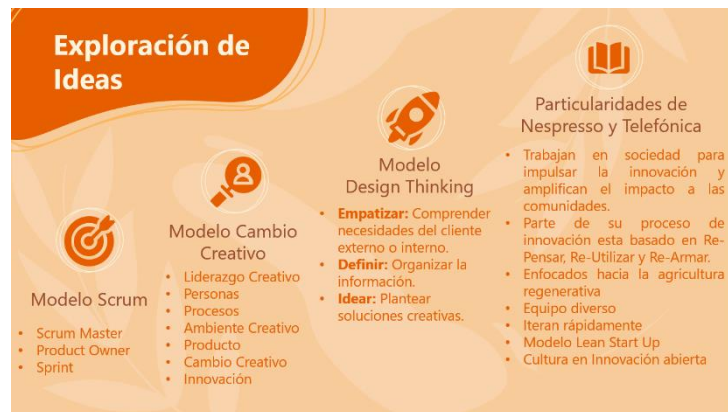 Exploración de
Ideas
Modelo Scrum
• Scrum Master
• Product Owner
• Sprint
Modelo Cambio
Creativo
• Liderazgo Creativo
• Personas
• Procesos
• Ambiente Creativo
• Producto
• Cambio Creativo
• Innovación
Modelo
Design Thinking
• Empatizar: Comprender
necesidades del cliente
externo o interno.
• Definir: Organizar la
información.
• Idear: Plantear
soluciones creativas.
Particularidades de
Nespresso y Telefónica
• Trabajan en sociedad para
impulsar la innovación y
amplifican el impacto a las
comunidades.
• Parte de su proceso de
innovación esta basado en Re-
Pensar, Re-Utilizar y Re-Armar.
• Enfocados hacia la agricultura
regenerativa
• Equipo diverso
• Iteran rápidamente
• Modelo Lean Start Up
• Cultura en Innovación abierta